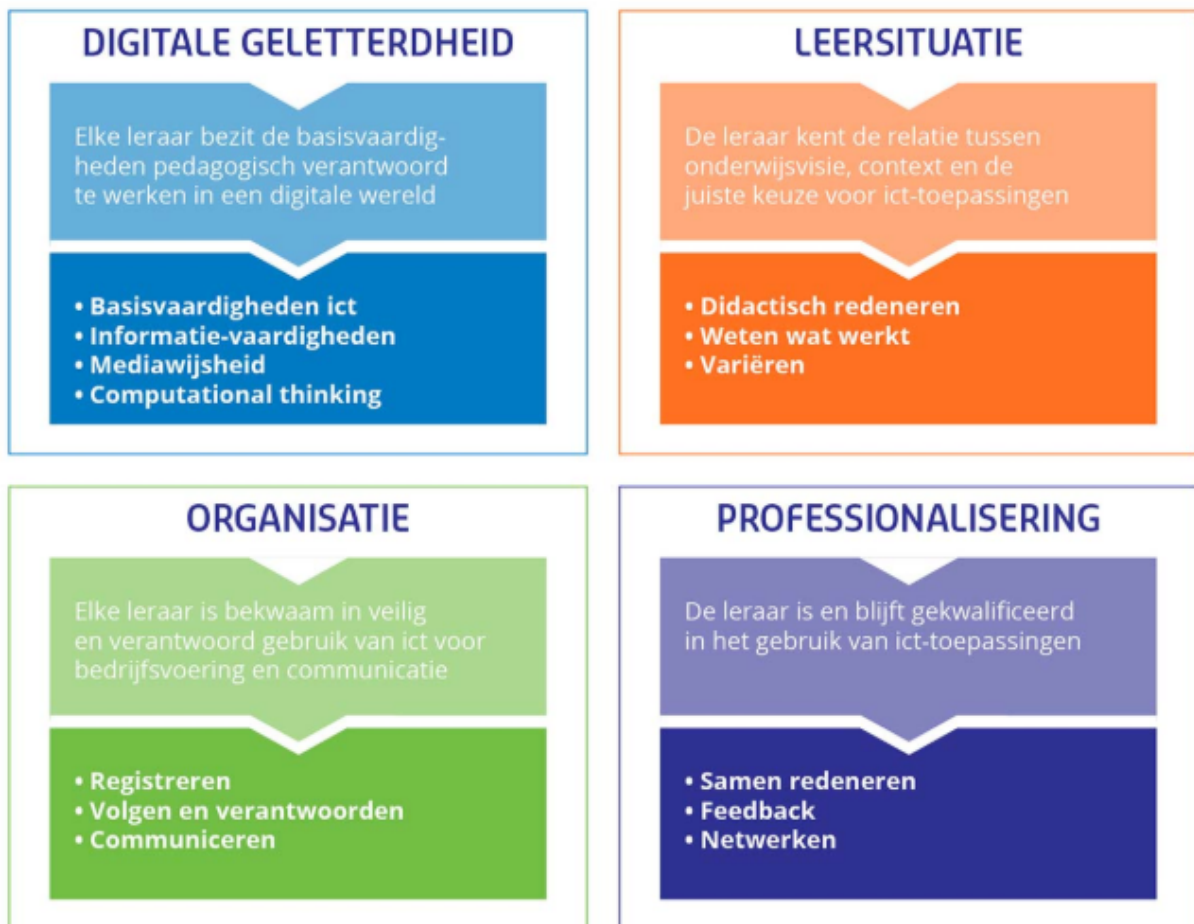 DIGITALE GELETTERDHEID
Elke leraar bezit de basisvaardig-
heden pedagogisch verantwoord
te werken in een digitale wereld
• Basisvaardigheden ict
• Informatie-vaardigheden
• Mediawijsheid
• Computational thinking
LEERSITUATIE
De leraar kent de relatie tussen
onderwijsvisie, context en de
juiste keuze voor ict-toepassingen
• Didactisch redeneren
• Weten wat werkt
• Variëren
ORGANISATIE
Elke leraar is bekwaam in veilig
en verantwoord gebruik van ict voor
bedrijfsvoering en communicatie
• Registreren
• Volgen en verantwoorden
• Communiceren
PROFESSIONALISERING
De leraar is en blijft gekwalificeerd
in het gebruik van ict-toepassingen
• Samen redeneren
• Feedback
• Netwerken